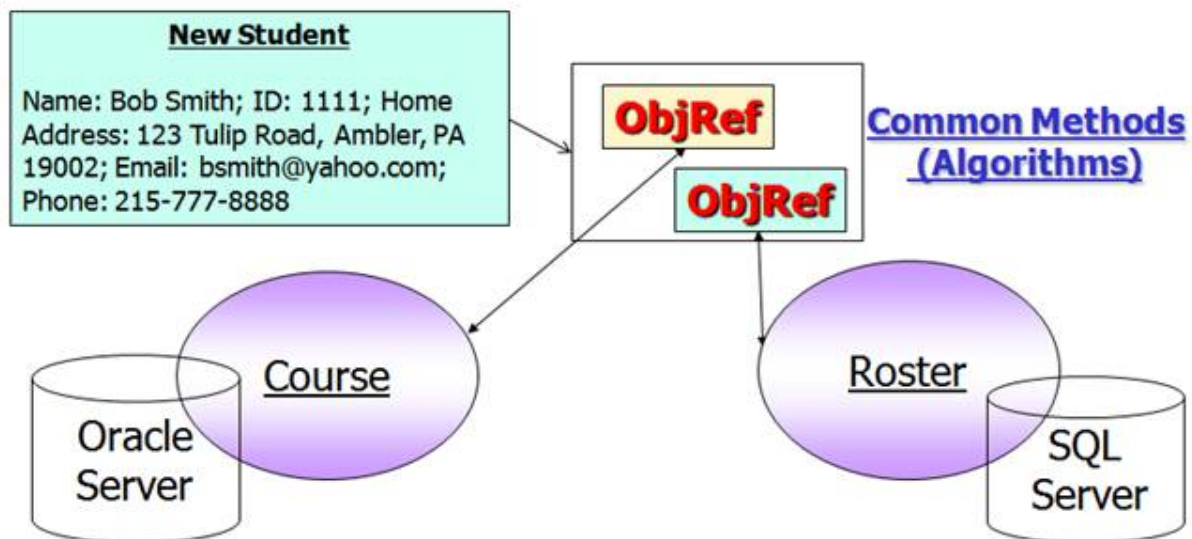 New Student
Name: Bob Smith; ID: 1111; Home
Address: 123 Tulip Road, Ambler, PA
19002; Email: bsmith@yahoo.com;
Phone: 215-777-8888
ObjRef
ObjRef
Common Methods
(Algorithms)
Course
Oracle
Server
Roster
SQL
Server